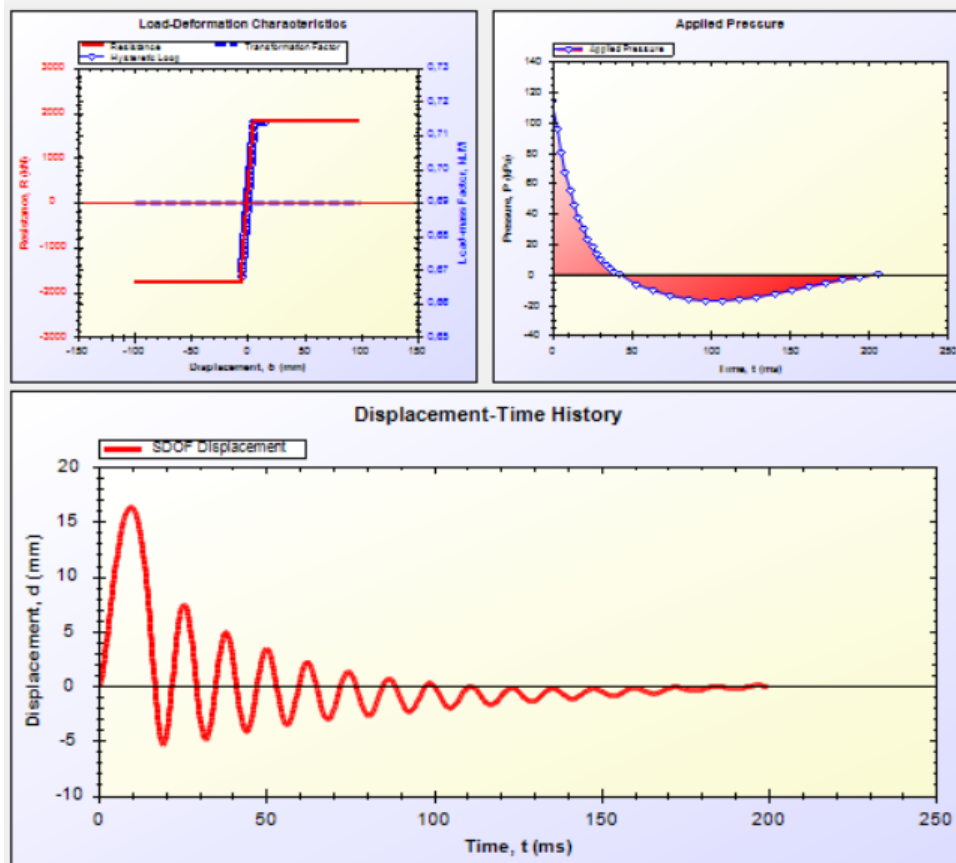 Load-Deformation Characteristics
Resistance
Transformation Factor
Hysteretic Loop
3000
2000
1000
0
-1000
-2000
-3000
Resistance, R (kN)
0,73
0,72
0,71
0,70
0,69
0,68
0,67
0,66
0,65
Load-mass Factor, KLM
-150 -100 -50 0 50 100 150
Displacement, δ (mm)
Applied Pressure
Applied Pressure
140
120
100
80
60
40
20
0
-20
-40
Pressure, P (kPa)
0 50 100 150 200 250
Time, t (ms)
Displacement-Time History
SDOF Displacement
20
15
10
5
0
-5
-10
Displacement, d (mm)
0 50 100 150 200 250
Time, t (ms)